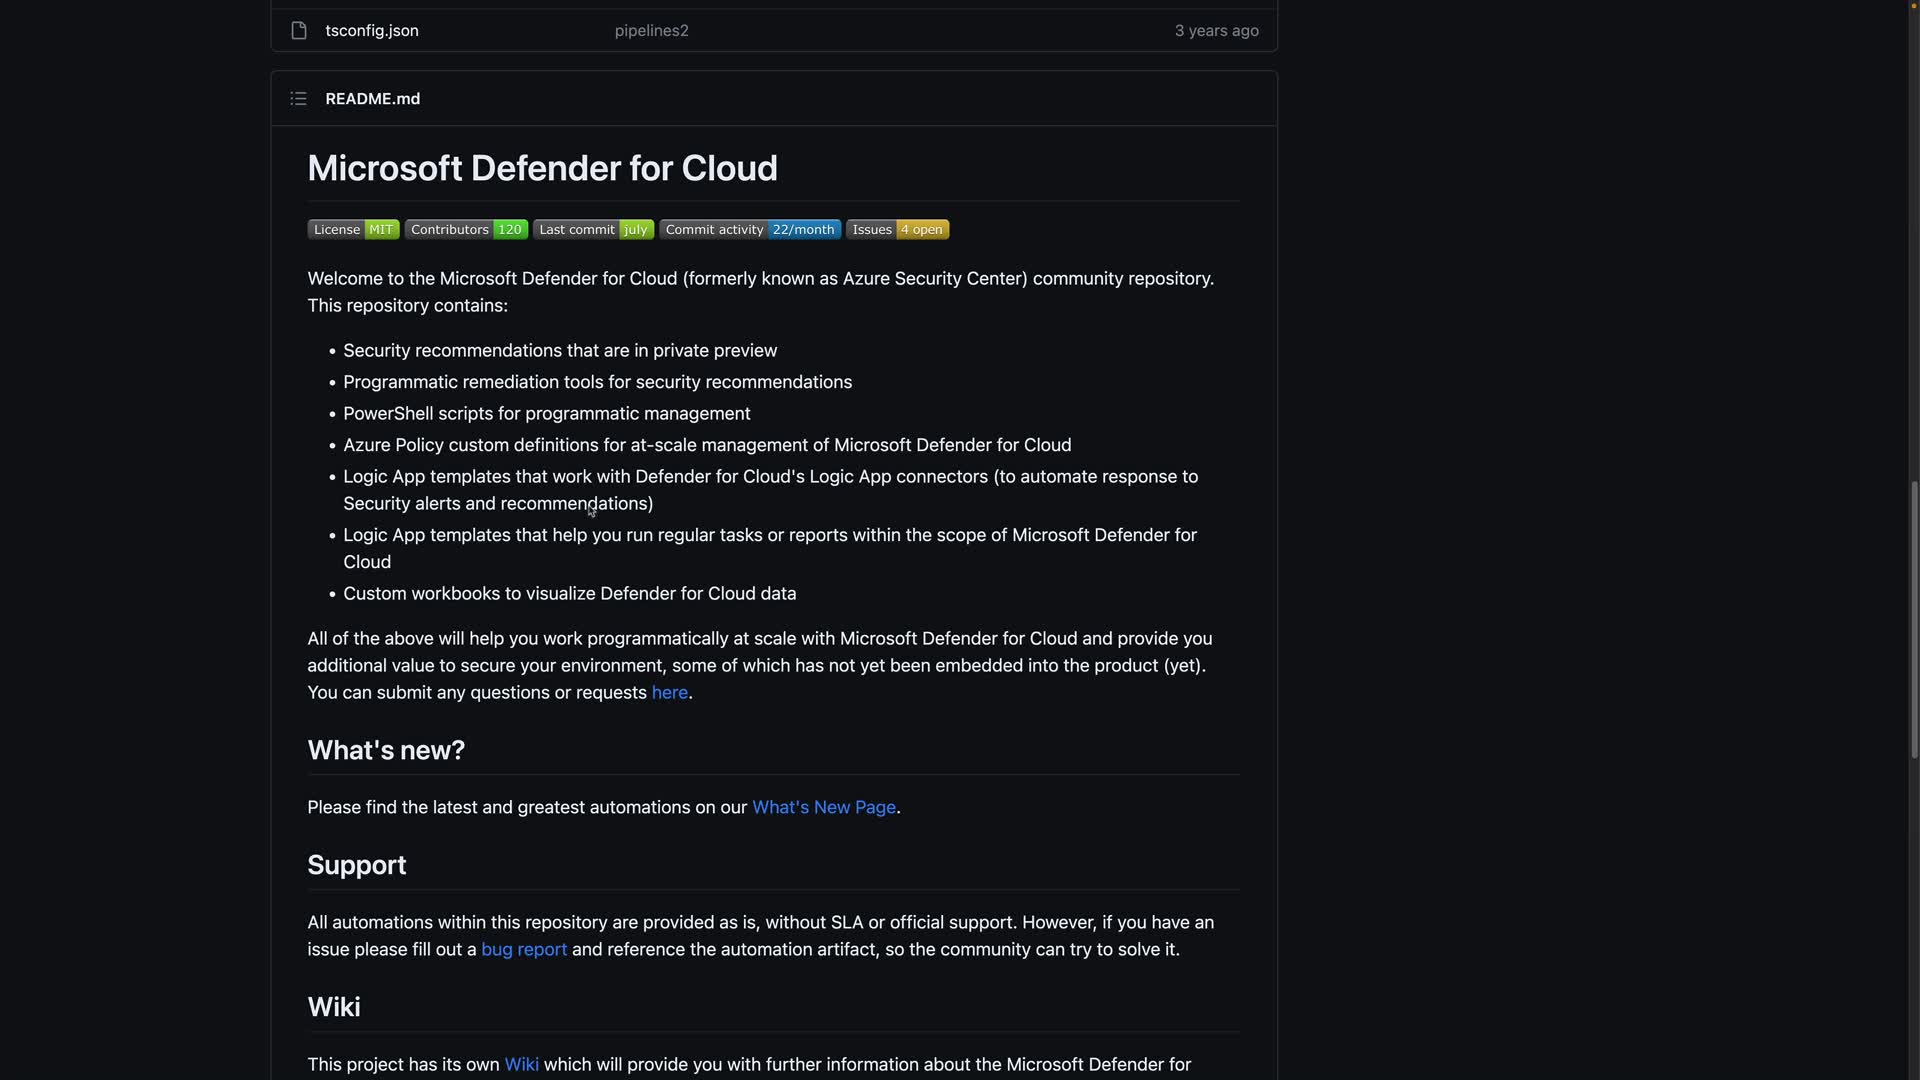 tsconfig.json pipelines2 3 years ago
README.md
Microsoft Defender for Cloud
License MIT Contributors 120 Last commit july Commit activity 22/month Issues 4 open
Welcome to the Microsoft Defender for Cloud (formerly known as Azure Security Center) community repository.
This repository contains:
• Security recommendations that are in private preview
• Programmatic remediation tools for security recommendations
• PowerShell scripts for programmatic management
• Azure Policy custom definitions for at-scale management of Microsoft Defender for Cloud
• Logic App templates that work with Defender for Cloud's Logic App connectors (to automate response to
Security alerts and recommendations)
• Logic App templates that help you run regular tasks or reports within the scope of Microsoft Defender for
Cloud
• Custom workbooks to visualize Defender for Cloud data
All of the above will help you work programmatically at scale with Microsoft Defender for Cloud and provide you
additional value to secure your environment, some of which has not yet been embedded into the product (yet).
You can submit any questions or requests here.
What's new?
Please find the latest and greatest automations on our What's New Page.
Support
All automations within this repository are provided as is, without SLA or official support. However, if you have an
issue please fill out a bug report and reference the automation artifact, so the community can try to solve it.
Wiki
This project has its own Wiki which will provide you with further information about the Microsoft Defender for